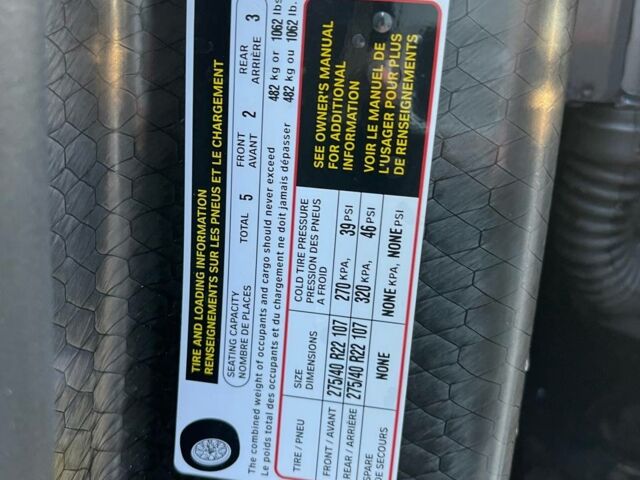 TIRE AND LOADING INFORMATION
RENSEIGNEMENTS SUR LES PNEUS ET LE CHARGEMENT
SEATING CAPACITY TOTAL 5 FRONT 2 REAR 3
NOMBRE DE PLACES AVANT ARRIÈRE
The combined weight of occupants and cargo should never exceed 482 kg or 1062 lbs
Le poids total des occupants et du chargement ne doit jamais dépasser 482 kg ou 1062 lb.
TIRE / PNEU SIZE DIMENSIONS COLD TIRE PRESSURE PRESSION DES PNEUS A FROID
FRONT / AVANT 275/40 R22 107 270 KPA, 39 PSI
REAR / ARRIÈRE 275/40 R22 107 320 KPA, 46 PSI
SPARE
DE SECOURS NONE NONE KPA, NONE PSI
SEE OWNER'S MANUAL
FOR ADDITIONAL
INFORMATION
VOIR LE MANUEL DE
L'USAGER POUR PLUS
DE RENSEIGNEMENTS